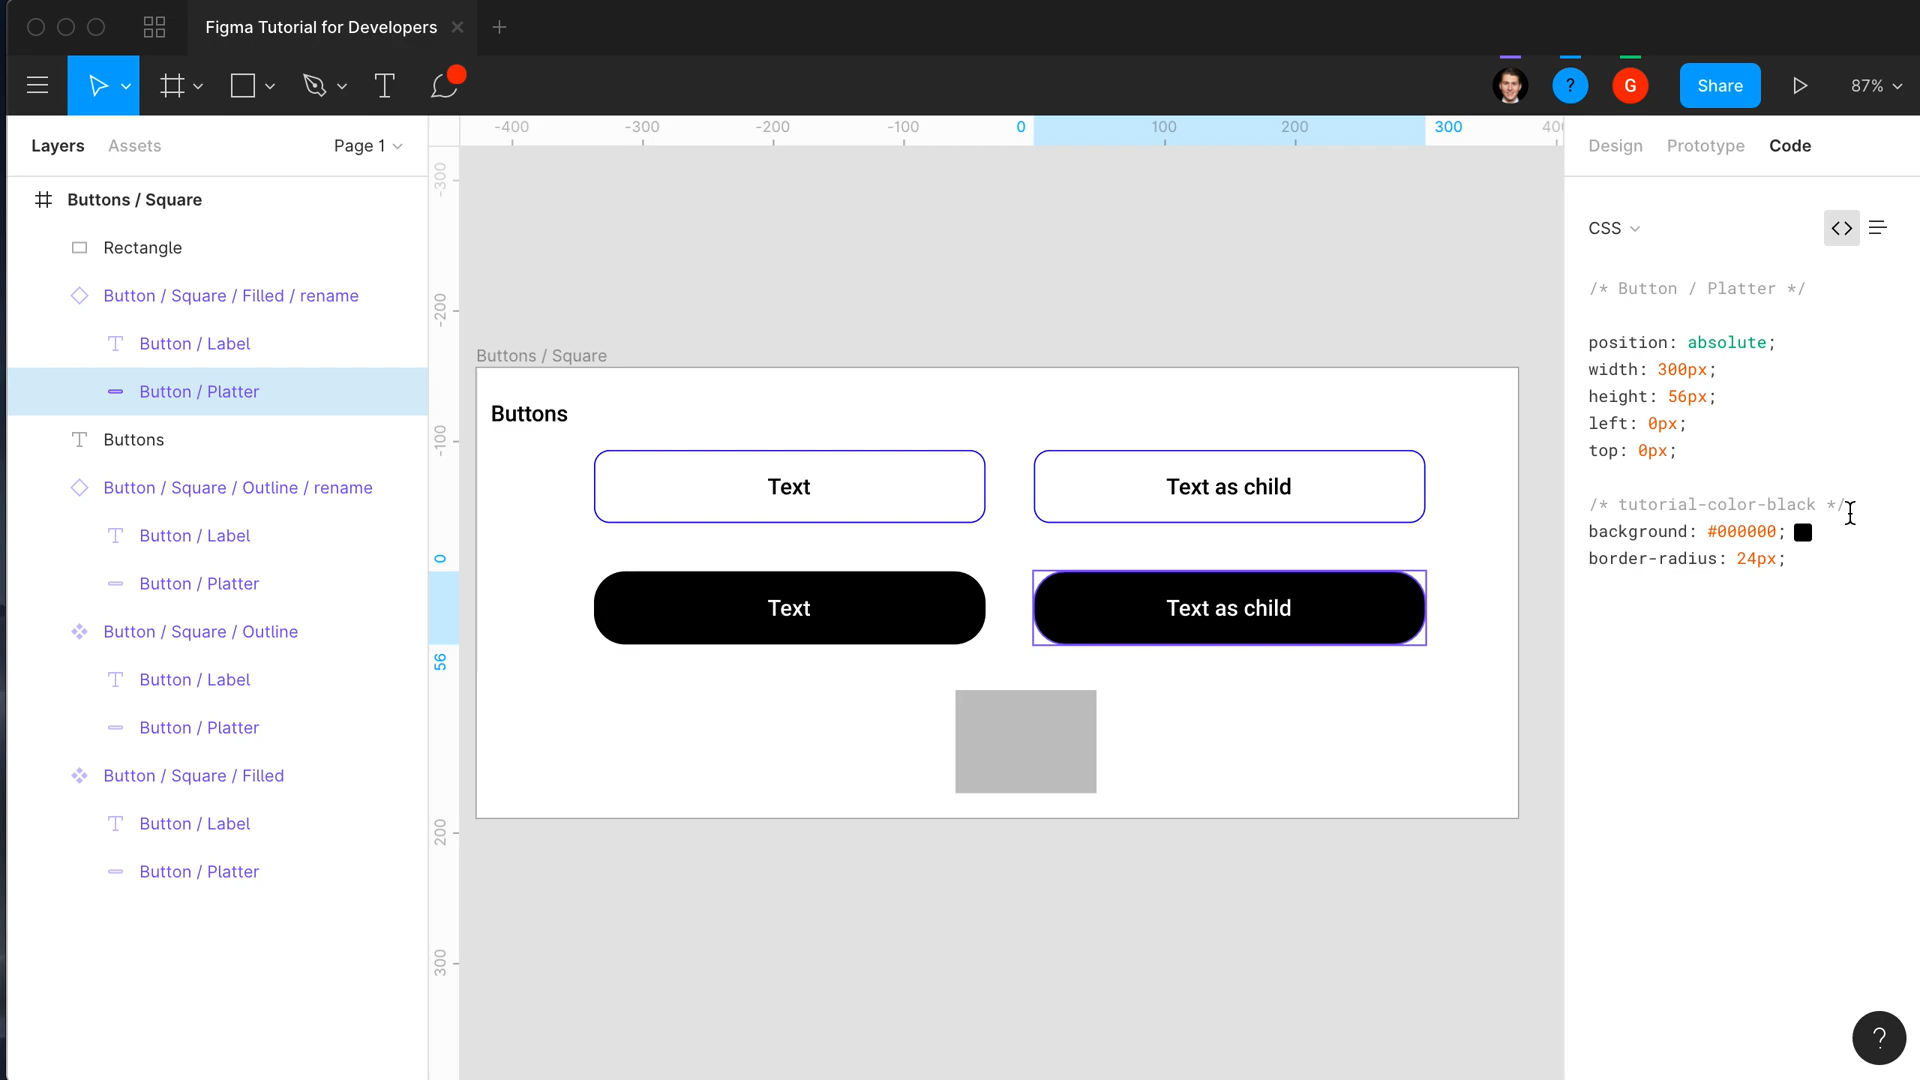 Figma Tutorial for Developers
?
G
Share
87%
Layers
Assets
Page 1
Buttons / Square
Rectangle
Button / Square / Filled / rename
Button / Label
Button / Platter
Buttons
Button / Square / Outline / rename
Button / Label
Button / Platter
Button / Square / Outline
Button / Label
Button / Platter
Button / Square / Filled
Button / Label
Button / Platter
-400 -300 -200 -100 0 100 200 300
-300
-200
-100
0
56
200
300
Buttons / Square
Buttons
Text
Text as child
Text
Text as child
Design
Prototype
Code
CSS
/* Button / Platter */
position: absolute;
width: 300px;
height: 56px;
left: 0px;
top: 0px;
/* tutorial-color-black */
background: #000000;
border-radius: 24px;
?